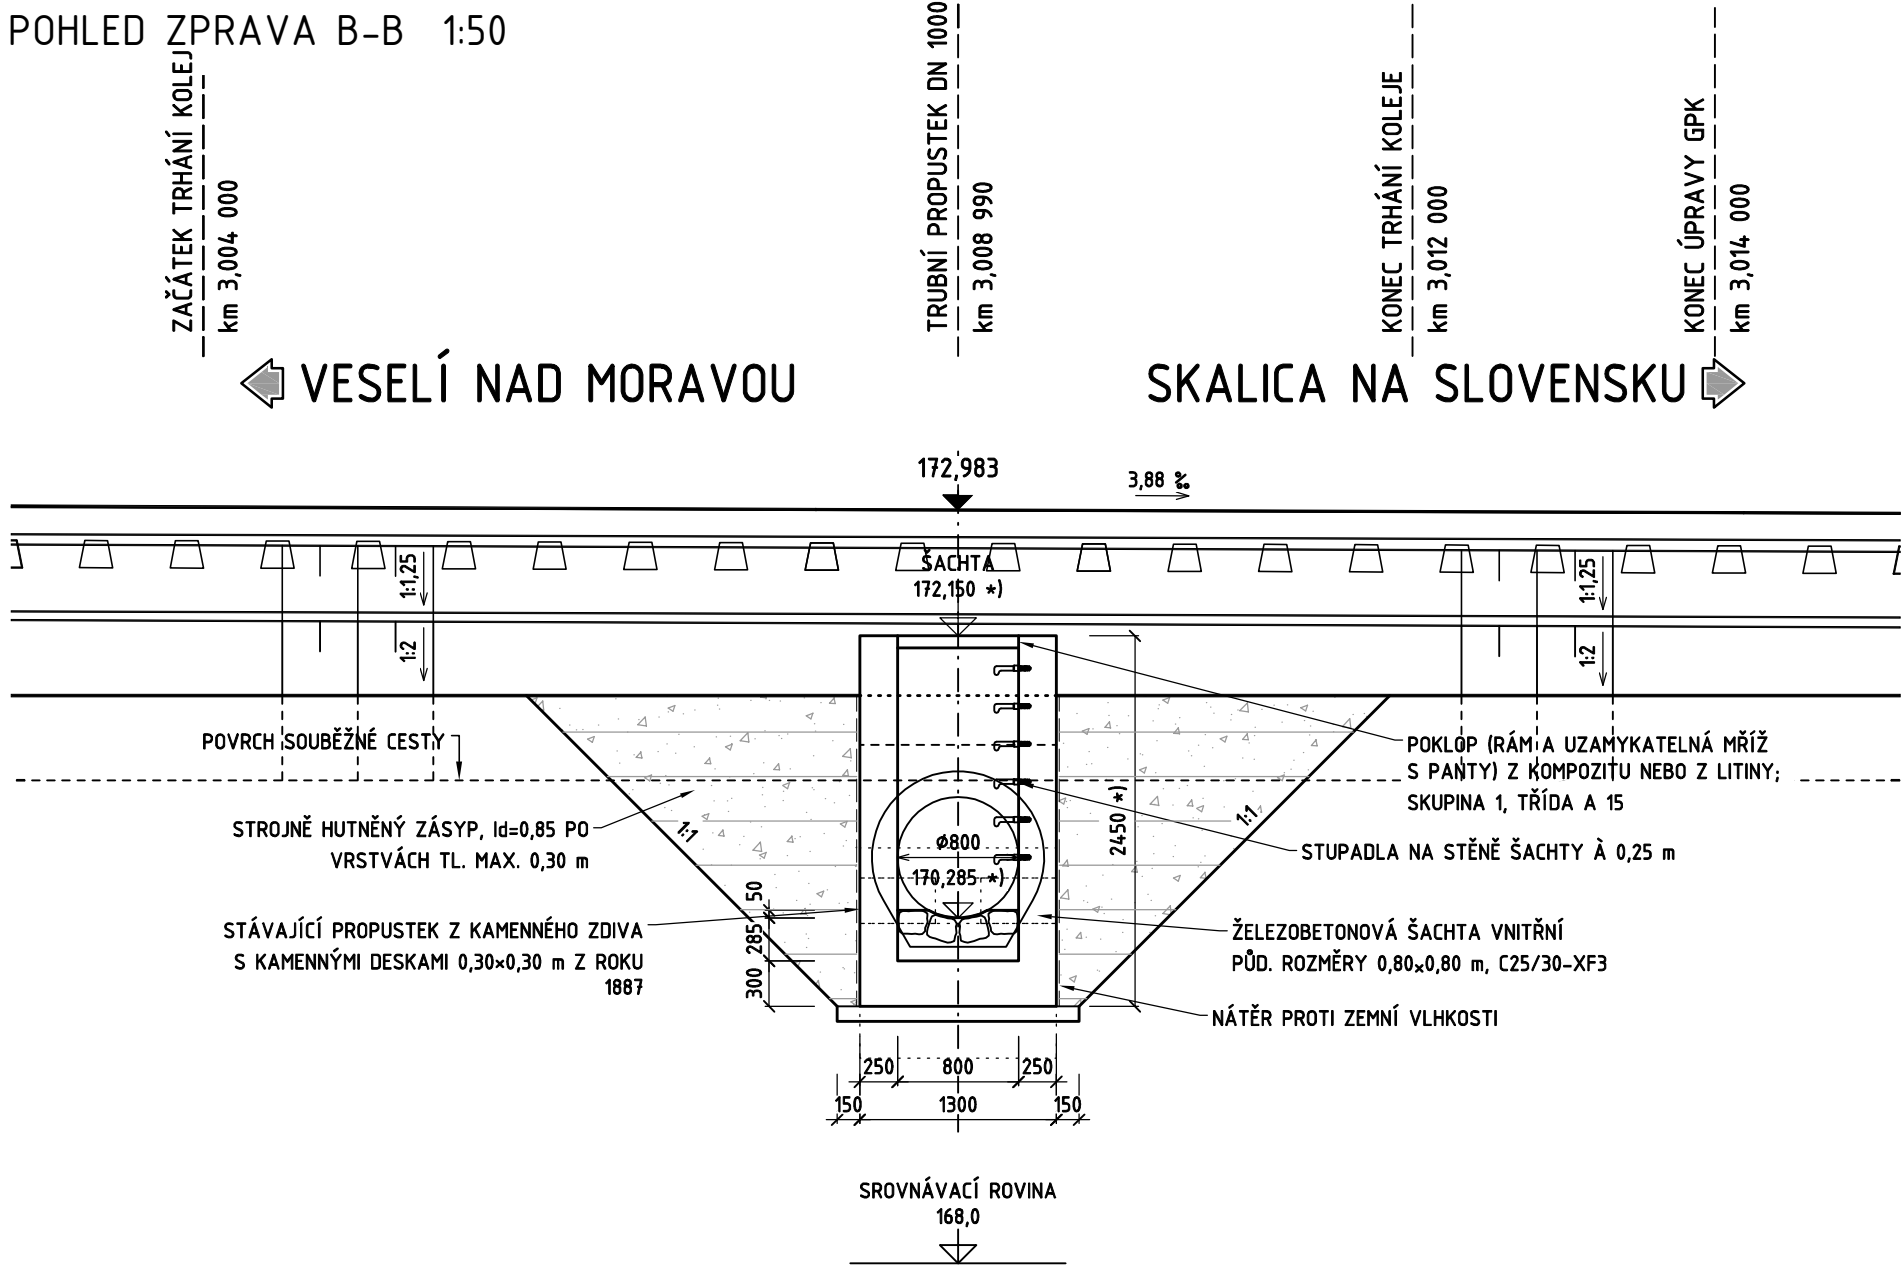 POHLED ZPRAVA B-B 1:50
ZAČÁTEK TRHÁNÍ KOLEJ
km 3,004 000
TRUBNÍ PROPUSTEK DN 1000
km 3,008 990
KONEC TRHÁNÍ KOLEJE
km 3,012 000
KONEC ÚPRAVY GPK
km 3,014 000
VESELÍ NAD MORAVOU
SKALICA NA SLOVENSKU
172,983
3,88 ‰
ŠACHTA
172,150 *)
1:1,25
1:2
1:1,25
1:2
POVRCH SOUBĚŽNÉ CESTY
POKLOP (RÁM A UZAMYKATELNÁ MŘÍŽ
S PANTY) Z KOMPOZITU NEBO Z LITINY;
SKUPINA 1, TŘÍDA A 15
STROJNĚ HUTNĚNÝ ZÁSYP, Id=0,85 PO
VRSTVÁCH TL. MAX. 0,30 m
1:1
1:1
2450 *)
STUPADLA NA STĚNĚ ŠACHTY À 0,25 m
ø800
170,285 *)
50
285
300
STÁVAJÍCÍ PROPUSTEK Z KAMENNÉHO ZDIVA
S KAMENNÝMI DESKAMI 0,30×0,30 m Z ROKU
1887
ŽELEZOBETONOVÁ ŠACHTA VNITŘNÍ
PŮD. ROZMĚRY 0,80×0,80 m, C25/30-XF3
NÁTĚR PROTI ZEMNÍ VLHKOSTI
250 800 250
150 1300 150
SROVNÁVACÍ ROVINA
168,0